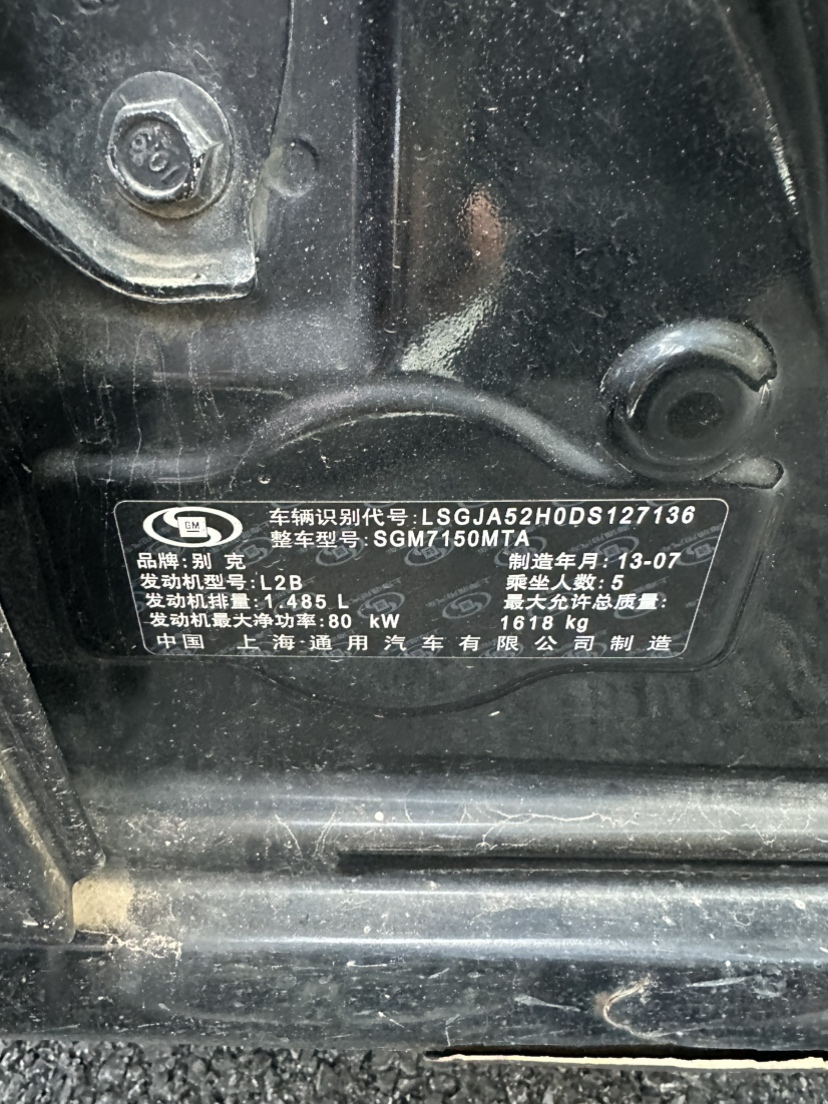 GM
车辆识别代号:LSGJA52H0DS127136
整车型号:SGM7150MTA
品牌:别 克 制造年月:13-07
发动机型号:L2B 乘坐人数:5
发动机排量:1.485 L 最大允许总质量:
发动机最大净功率:80 kW 1618 kg
中国 上海通用汽车有限公司制造